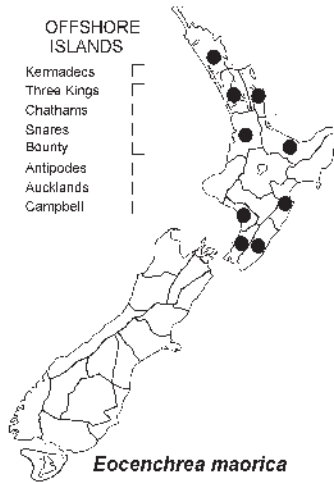 OFFSHORE
ISLANDS
Kermadecs
Three Kings
Chathams
Snares
Bounty
Antipodes
Aucklands
Campbell
Eocenchrea maorica